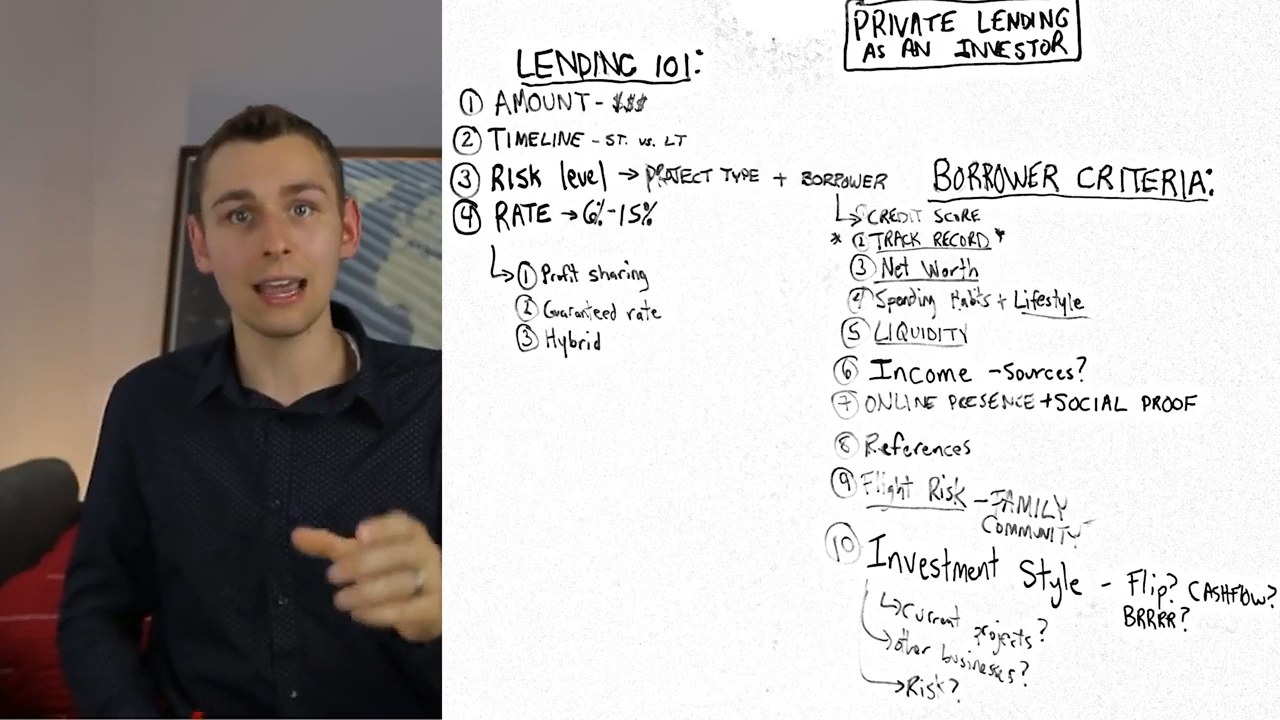 PRIVATE LENDING
AS AN INVESTOR
LENDING 101:
① AMOUNT - $$$
② TIMELINE - ST. vs. LT
③ RISK level → PROJECT TYPE + BORROWER
④ RATE → 6%-15%
↳ ① Profit sharing
② Guaranteed rate
③ Hybrid
BORROWER CRITERIA:
↳ CREDIT SCORE
* ② TRACK RECORD *
③ Net Worth
④ Spending Habits + Lifestyle
⑤ LIQUIDITY
⑥ Income - Sources?
⑦ ONLINE PRESENCE + SOCIAL PROOF
⑧ References
⑨ Flight Risk - FAMILY
COMMUNITY
⑩ Investment Style - Flip? CASHFLOW?
BRRRR?
↳ current projects?
→ other businesses?
→ Risk?